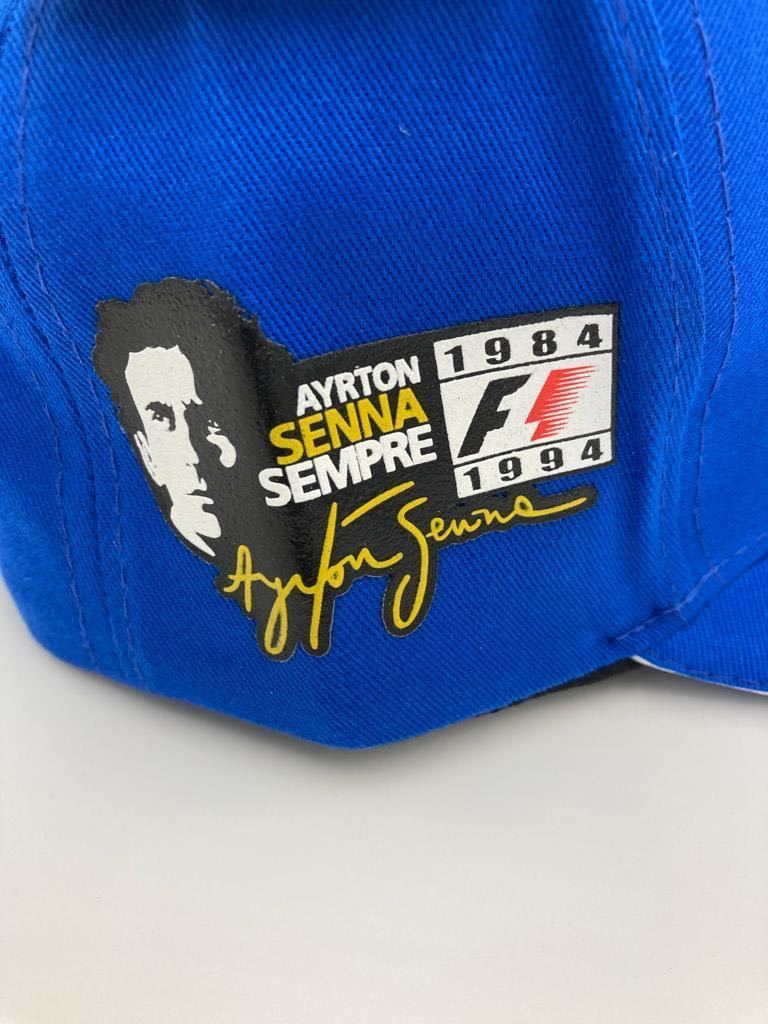 AYRTON
SENNA
SEMPRE
1984
F1
1994
Ayrton Senna